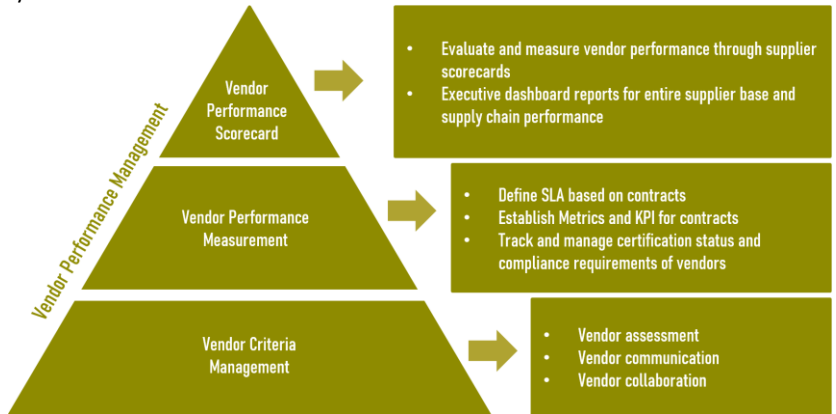 Vendor Performance Management
Vendor
Performance
Scorecard
• Evaluate and measure vendor performance through supplier
scorecards
• Executive dashboard reports for entire supplier base and
supply chain performance
Vendor Performance
Measurement
• Define SLA based on contracts
• Establish Metrics and KPI for contracts
• Track and manage certification status and
compliance requirements of vendors
Vendor Criteria
Management
• Vendor assessment
• Vendor communication
• Vendor collaboration